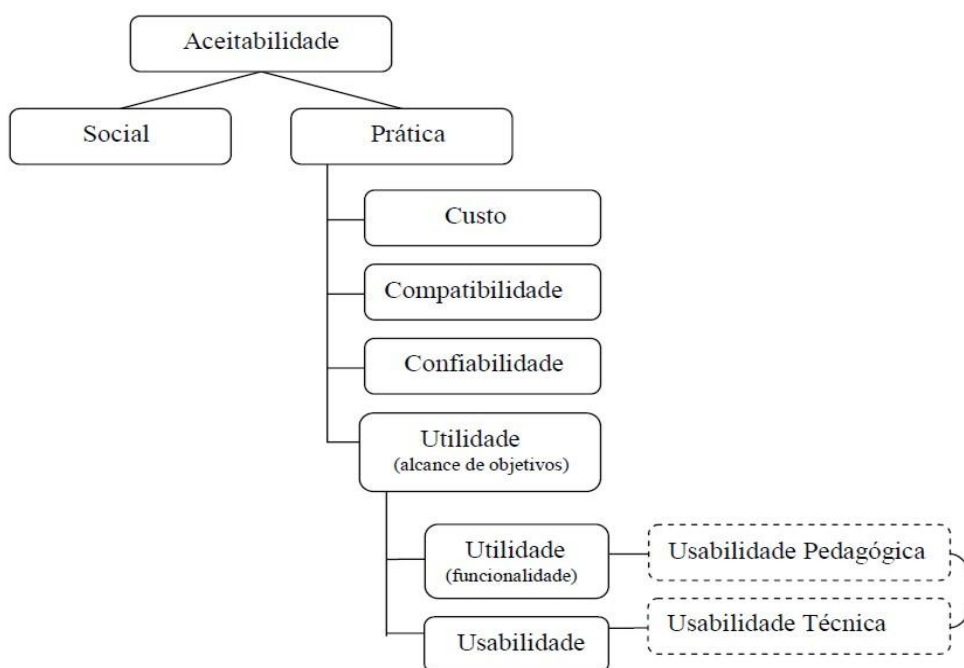 Aceitabilidade
Social
Prática
Custo
Compatibilidade
Confiabilidade
Utilidade
(alcance de objetivos)
Utilidade
(funcionalidade)
Usabilidade Pedagógica
Usabilidade
Usabilidade Técnica